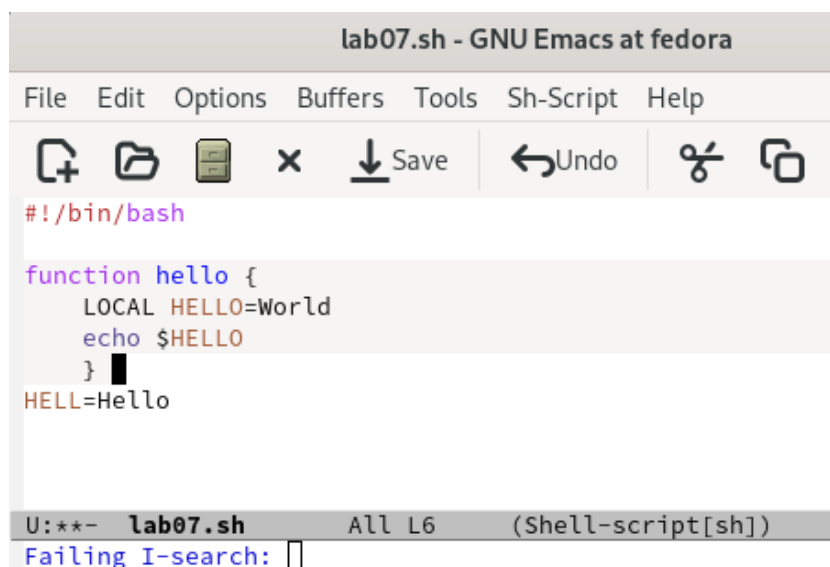 lab07.sh - GNU Emacs at fedora
File Edit Options Buffers Tools Sh-Script Help
Save Undo
#!/bin/bash
function hello {
    LOCAL HELLO=World
    echo $HELLO
    }
HELL=Hello
U:**-  lab07.sh       All L6     (Shell-script[sh])
Failing I-search: